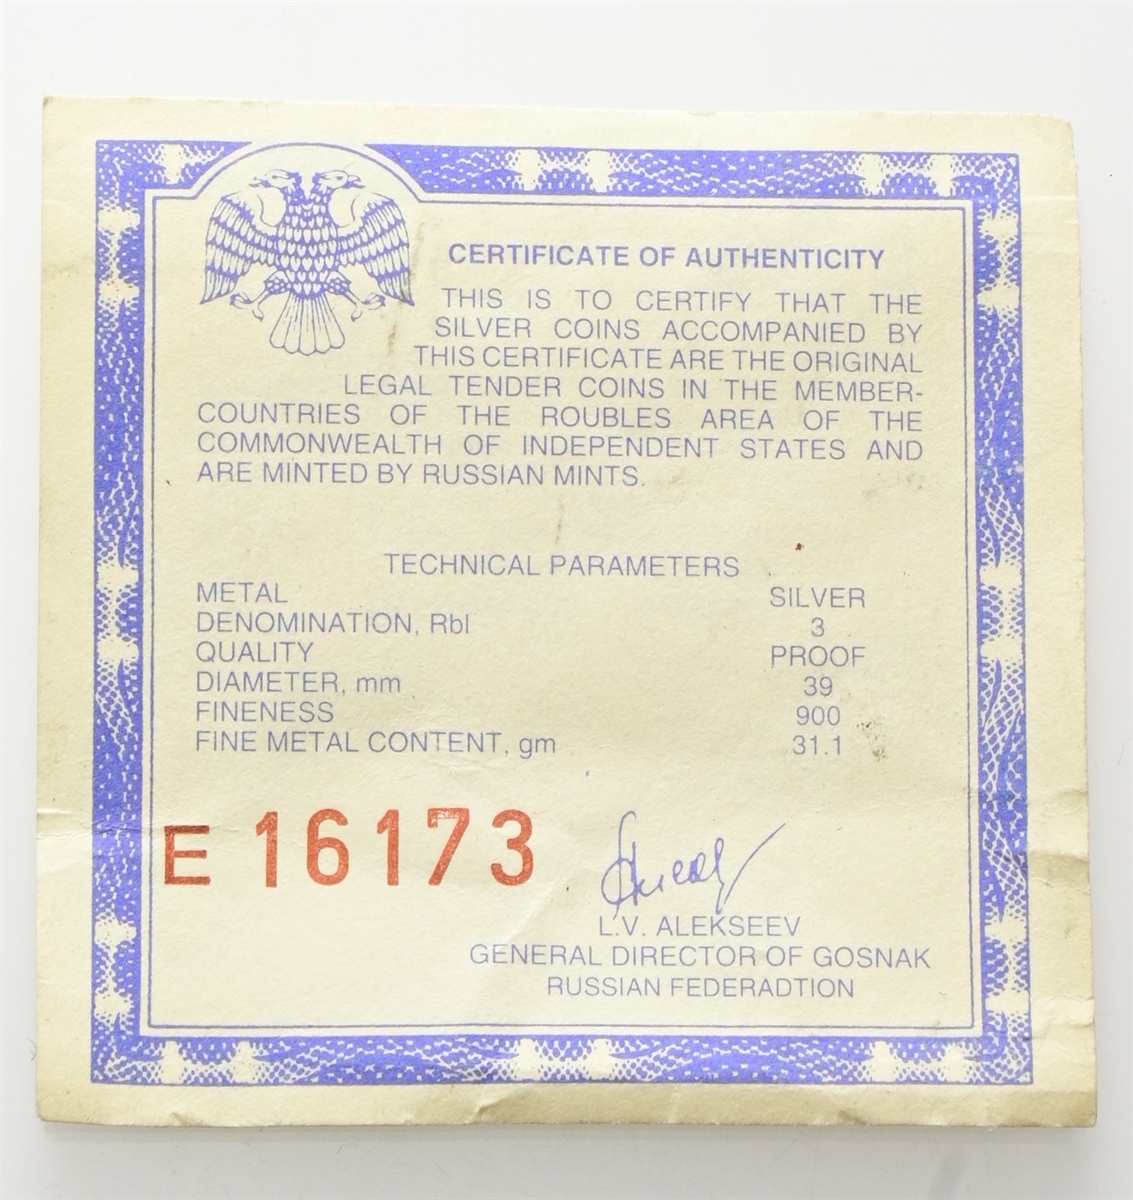 CERTIFICATE OF AUTHENTICITY
THIS IS TO CERTIFY THAT THE
SILVER COINS ACCOMPANIED BY
THIS CERTIFICATE ARE THE ORIGINAL
LEGAL TENDER COINS IN THE MEMBER-
COUNTRIES OF THE ROUBLES AREA OF THE
COMMONWEALTH OF INDEPENDENT STATES AND
ARE MINTED BY RUSSIAN MINTS.
TECHNICAL PARAMETERS
METAL SILVER
DENOMINATION, Rbl 3
QUALITY PROOF
DIAMETER, mm 39
FINENESS 900
FINE METAL CONTENT, gm 31.1
E 16173
L.V. ALEKSEEV
GENERAL DIRECTOR OF GOSNAK
RUSSIAN FEDERADTION